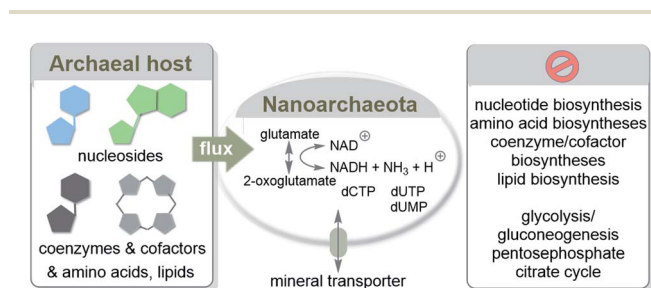 Archaeal host
nucleosides
coenzymes & cofactors
& amino acids, lipids
flux
Nanoarchaeota
glutamate
NAD ⊕
NADH + NH₃ + H ⊕
2-oxoglutamate
dCTP dUTP
dUMP
mineral transporter
nucleotide biosynthesis
amino acid biosyntheses
coenzyme/cofactor
biosyntheses
lipid biosynthesis
glycolysis/
gluconeogenesis
pentosephosphate
citrate cycle